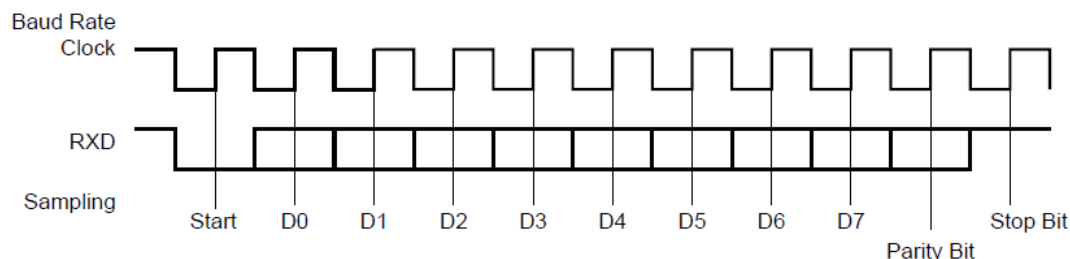 Baud Rate
Clock
RXD
Sampling
Start D0 D1 D2 D3 D4 D5 D6 D7 Stop Bit
Parity Bit